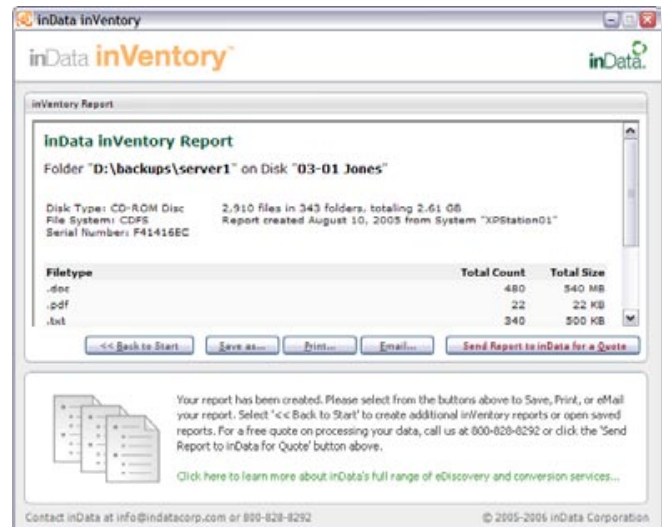 inData inVentory
inData inVentory™
inData.
inVentory Report
inData inVentory Report
Folder "D:\backups\server1" on Disk "03-01 Jones"
Disk Type: CD-ROM Disc 2,910 files in 343 folders, totaling 2.61 GB
File System: CDFS Report created August 10, 2005 from System "XPStation01"
Serial Number: F41416EC
Filetype Total Count Total Size
.doc 480 540 MB
.pdf 22 22 KB
.txt 340 500 KB
<< Back to Start Save as... Print... Email... Send Report to inData for a Quote
Your report has been created. Please select from the buttons above to Save, Print, or eMail
your report. Select '<< Back to Start' to create additional inVentory reports or open saved
reports. For a free quote on processing your data, call us at 800-828-8292 or click the 'Send
Report to inData for Quote' button above.
Click here to learn more about inData's full range of eDiscovery and conversion services...
Contact inData at info@indatacorp.com or 800-828-8292 © 2005-2006 inData Corporation